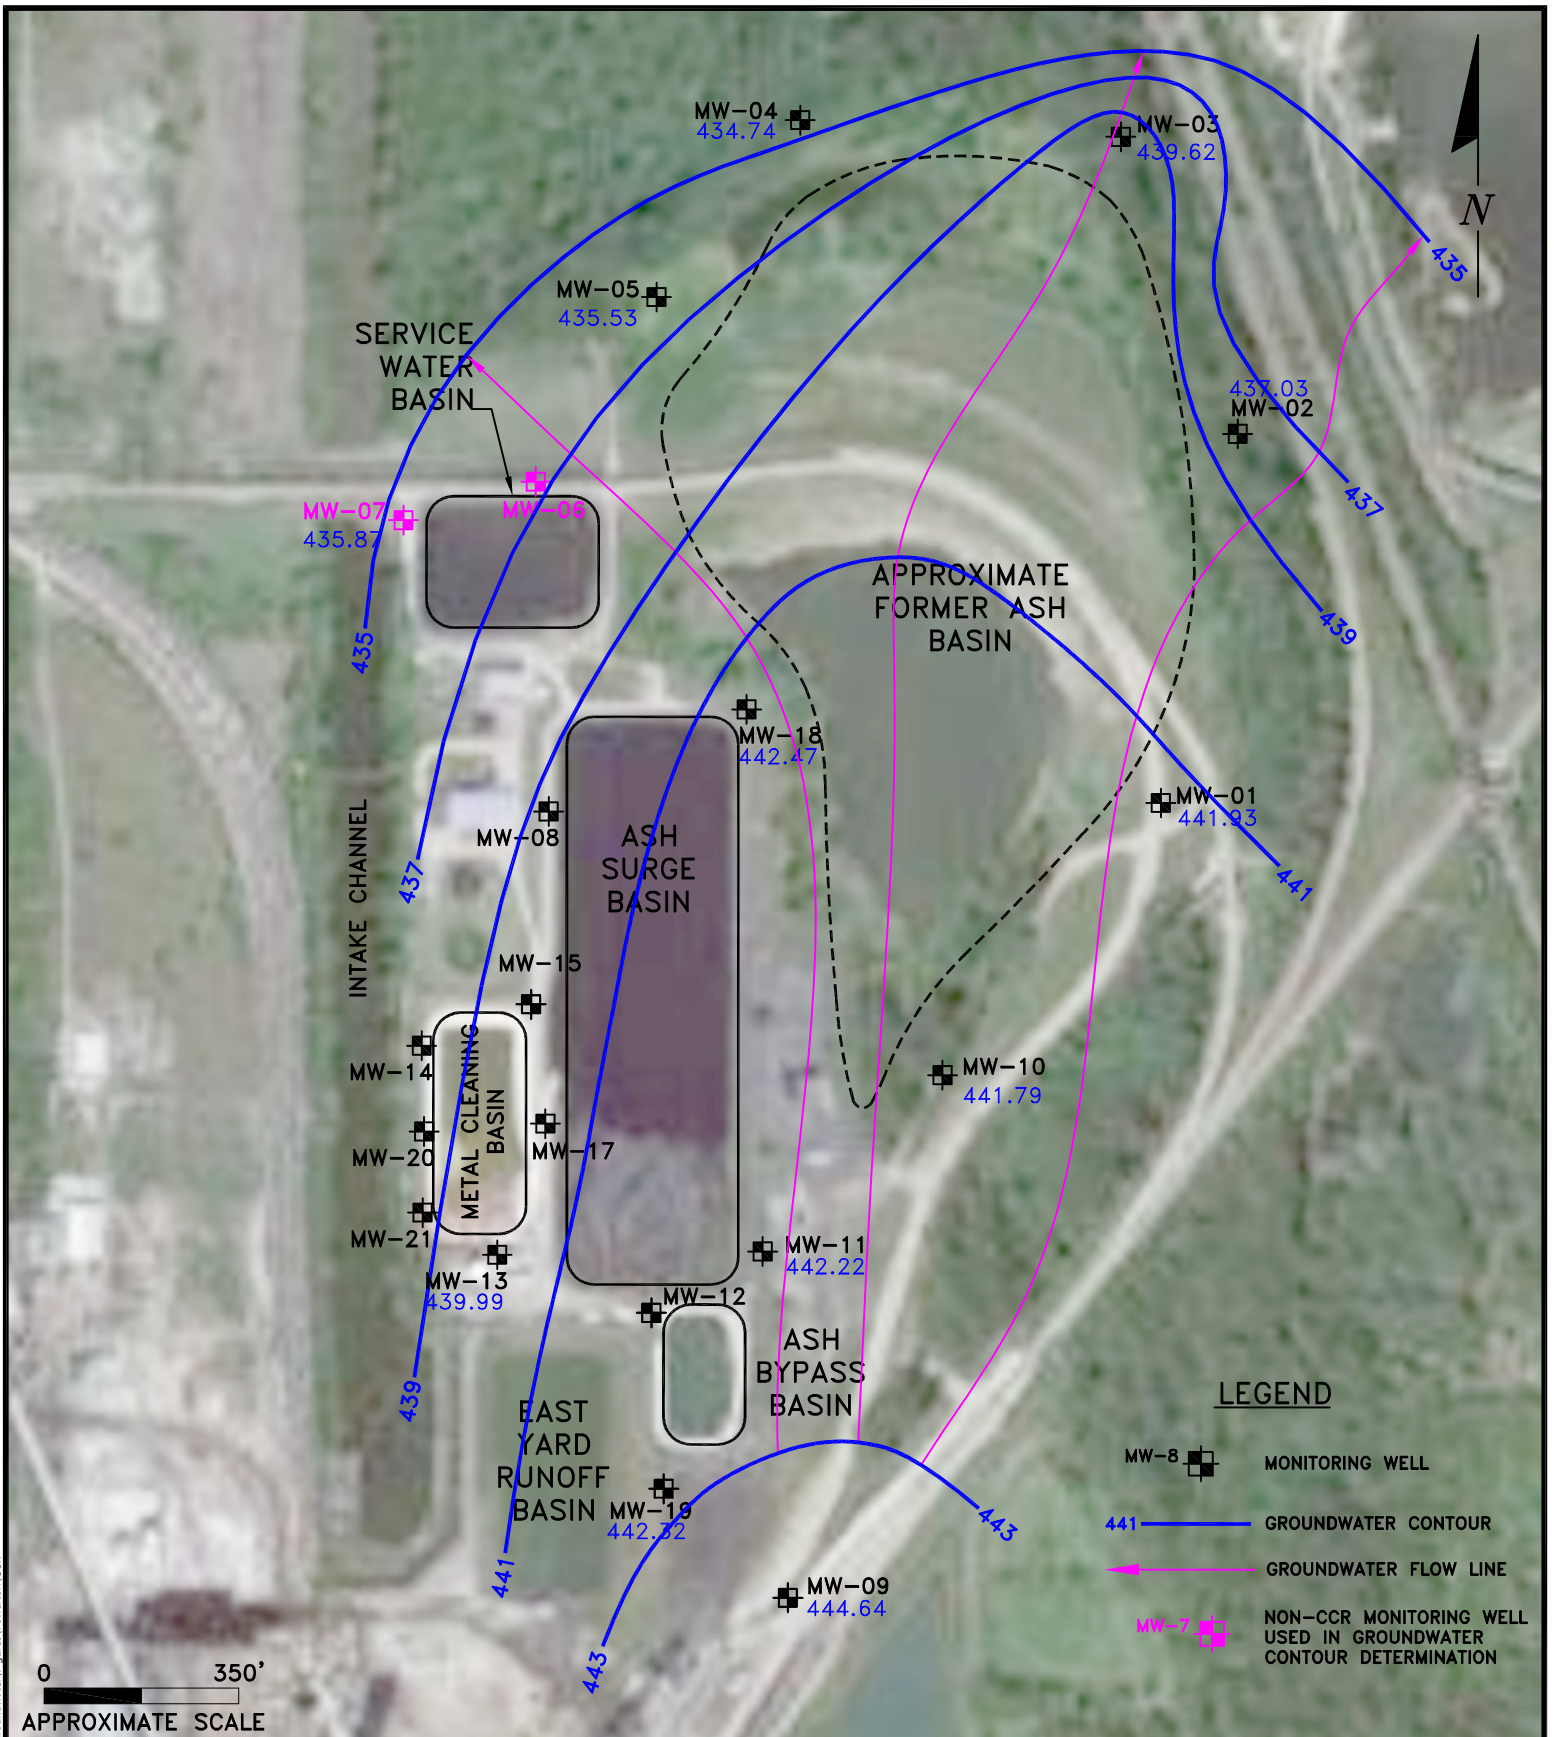 MW-04
434.74
MW-03
439.62
N
435
MW-05
435.53
SERVICE
WATER
BASIN
437.03
MW-02
437
MW-06
MW-07
435.87
435
APPROXIMATE
FORMER ASH
BASIN
439
MW-18
442.47
MW-01
441.93
MW-08
ASH
SURGE
BASIN
437
441
INTAKE CHANNEL
MW-15
METAL CLEANING
BASIN
MW-14
MW-10
441.79
MW-20
MW-17
MW-21
MW-11
442.22
MW-13
439.99
MW-12
ASH
BYPASS
BASIN
439
EAST
YARD
RUNOFF
BASIN
MW-19
442.32
443
441
MW-09
444.64
443
LEGEND
MW-8 MONITORING WELL
441 GROUNDWATER CONTOUR
GROUNDWATER FLOW LINE
MW-7 NON-CCR MONITORING WELL
USED IN GROUNDWATER
CONTOUR DETERMINATION
0 350'
APPROXIMATE SCALE